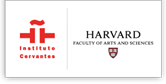 Instituto
Cervantes
HARVARD
FACULTY OF ARTS AND SCIENCES